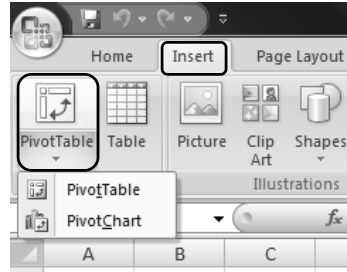 Home Insert Page Layout
PivotTable Table Picture Clip Art Shapes
Illustrations
PivotTable
PivotChart
fx
A B C